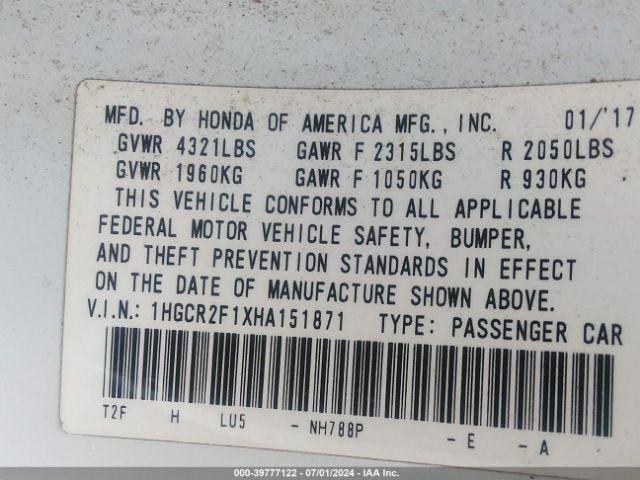 MFD. BY HONDA OF AMERICA MFG., INC. 01/'17
GVWR 4321LBS GAWR F 2315LBS R 2050LBS
GVWR 1960KG GAWR F 1050KG R 930KG
THIS VEHICLE CONFORMS TO ALL APPLICABLE
FEDERAL MOTOR VEHICLE SAFETY, BUMPER,
AND THEFT PREVENTION STANDARDS IN EFFECT
ON THE DATE OF MANUFACTURE SHOWN ABOVE.
V.I.N.: 1HGCR2F1XHA151871 TYPE: PASSENGER CAR
T2F H LU5 - NH788P - E - A
000-39777122 - 07/01/2024 - IAA Inc.